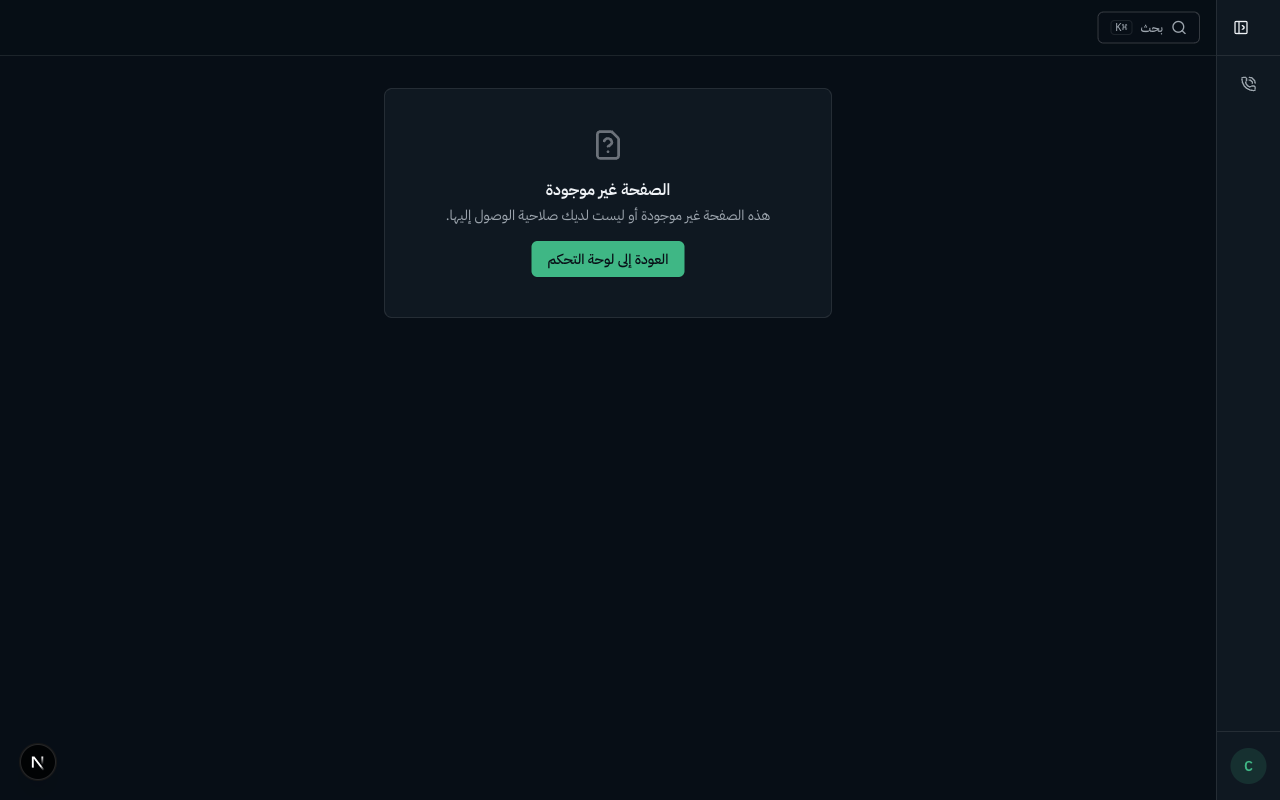 بحث ⌘K
الصفحة غير موجودة
هذه الصفحة غير موجودة أو ليست لديك صلاحية الوصول إليها.
العودة إلى لوحة التحكم
N
C